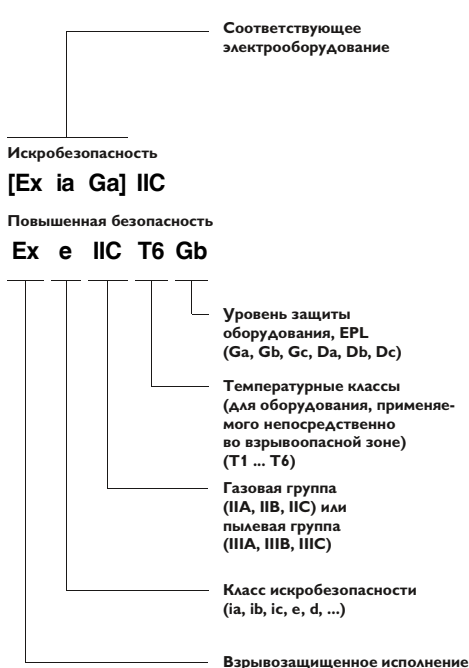 Соответствующее
электрооборудование
Искробезопасность
[Ex ia Ga] IIC
Повышенная безопасность
Ex e IIC T6 Gb
Уровень защиты
оборудования, EPL
(Ga, Gb, Gc, Da, Db, Dc)
Температурные классы
(для оборудования, применяе-
мого непосредственно
во взрывоопасной зоне)
(T1 ... T6)
Газовая группа
(IIA, IIB, IIC) или
пылевая группа
(IIIA, IIIB, IIIC)
Класс искробезопасности
(ia, ib, ic, e, d, ...)
Взрывозащищенное исполнение